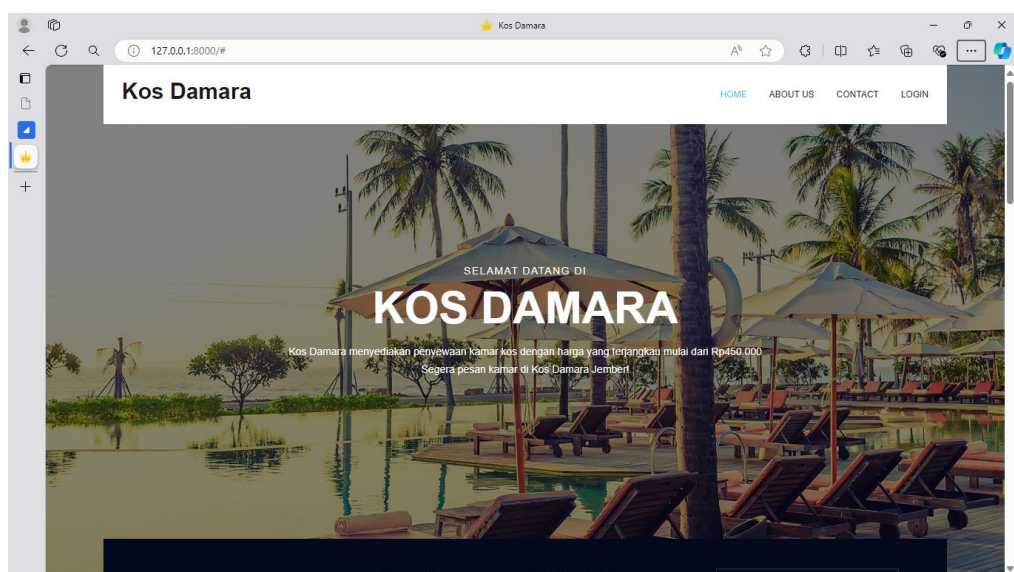 Kos Damara
127.0.0.1:8000/#
Kos Damara
HOME ABOUT US CONTACT LOGIN
SELAMAT DATANG DI
KOS DAMARA
Kos Damara menyediakan penyewaan kamar kos dengan harga yang terjangkau mulai dari Rp450.000
Segera pesan kamar di Kos Damara Jember!